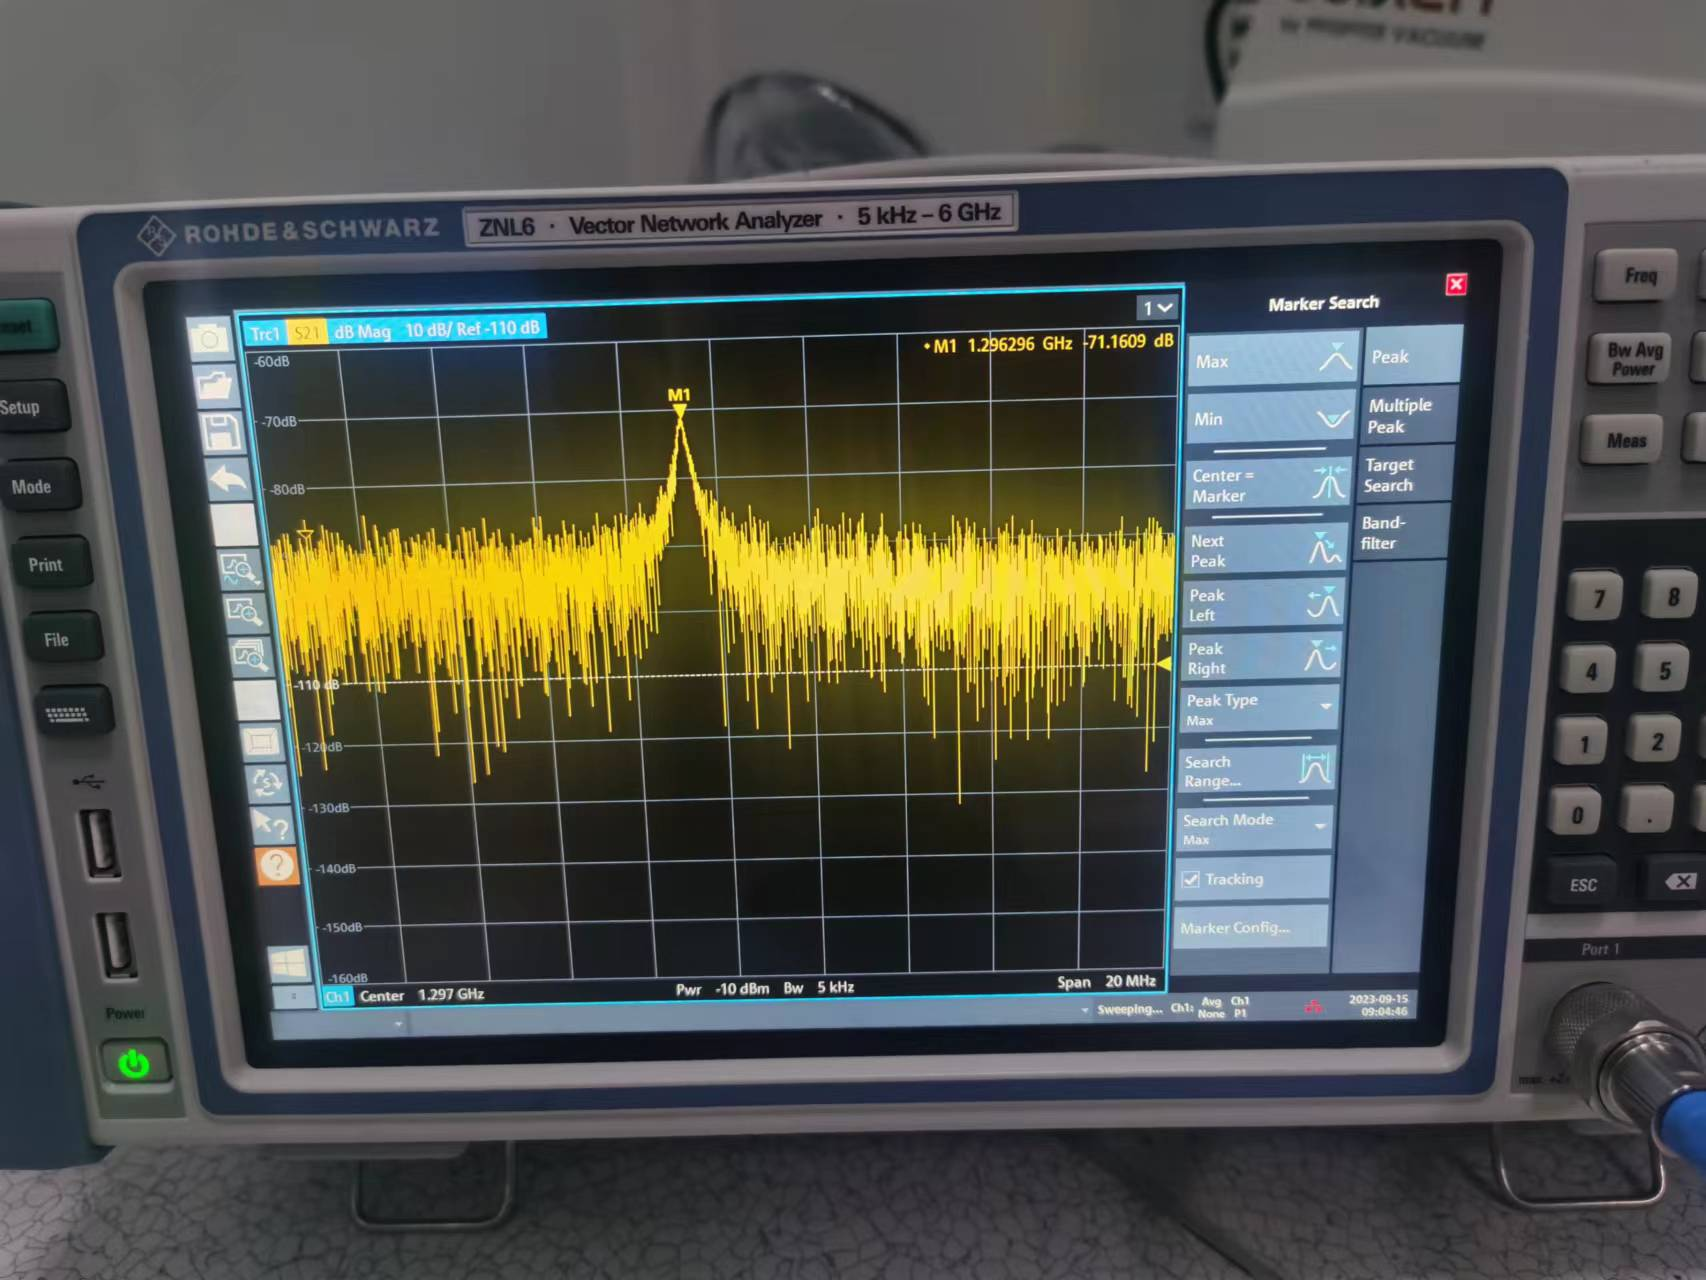 by PFEIFFER VACUUM
ROHDE&SCHWARZ
ZNL6 · Vector Network Analyzer · 5 kHz – 6 GHz
Setup
Mode
Print
File
Power
Trc1 S21 dB Mag 10 dB/ Ref -110 dB
1
M1 1.296296 GHz -71.1609 dB
M1
-60dB
-70dB
-80dB
-110 dB
-120dB
-130dB
-140dB
-150dB
-160dB
Ch1 Center 1.297 GHz
Pwr -10 dBm Bw 5 kHz
Span 20 MHz
Sweeping... Ch1: Avg None Ch1 P1
2023-09-15
09:04:46
Marker Search
Max
Min
Center =
Marker
Next
Peak
Peak
Left
Peak
Right
Peak Type
Max
Search
Range...
Search Mode
Max
Tracking
Marker Config...
Peak
Multiple
Peak
Target
Search
Band-
filter
Freq
Bw Avg
Power
Meas
7 8
4 5
1 2
0 .
ESC
Port 1